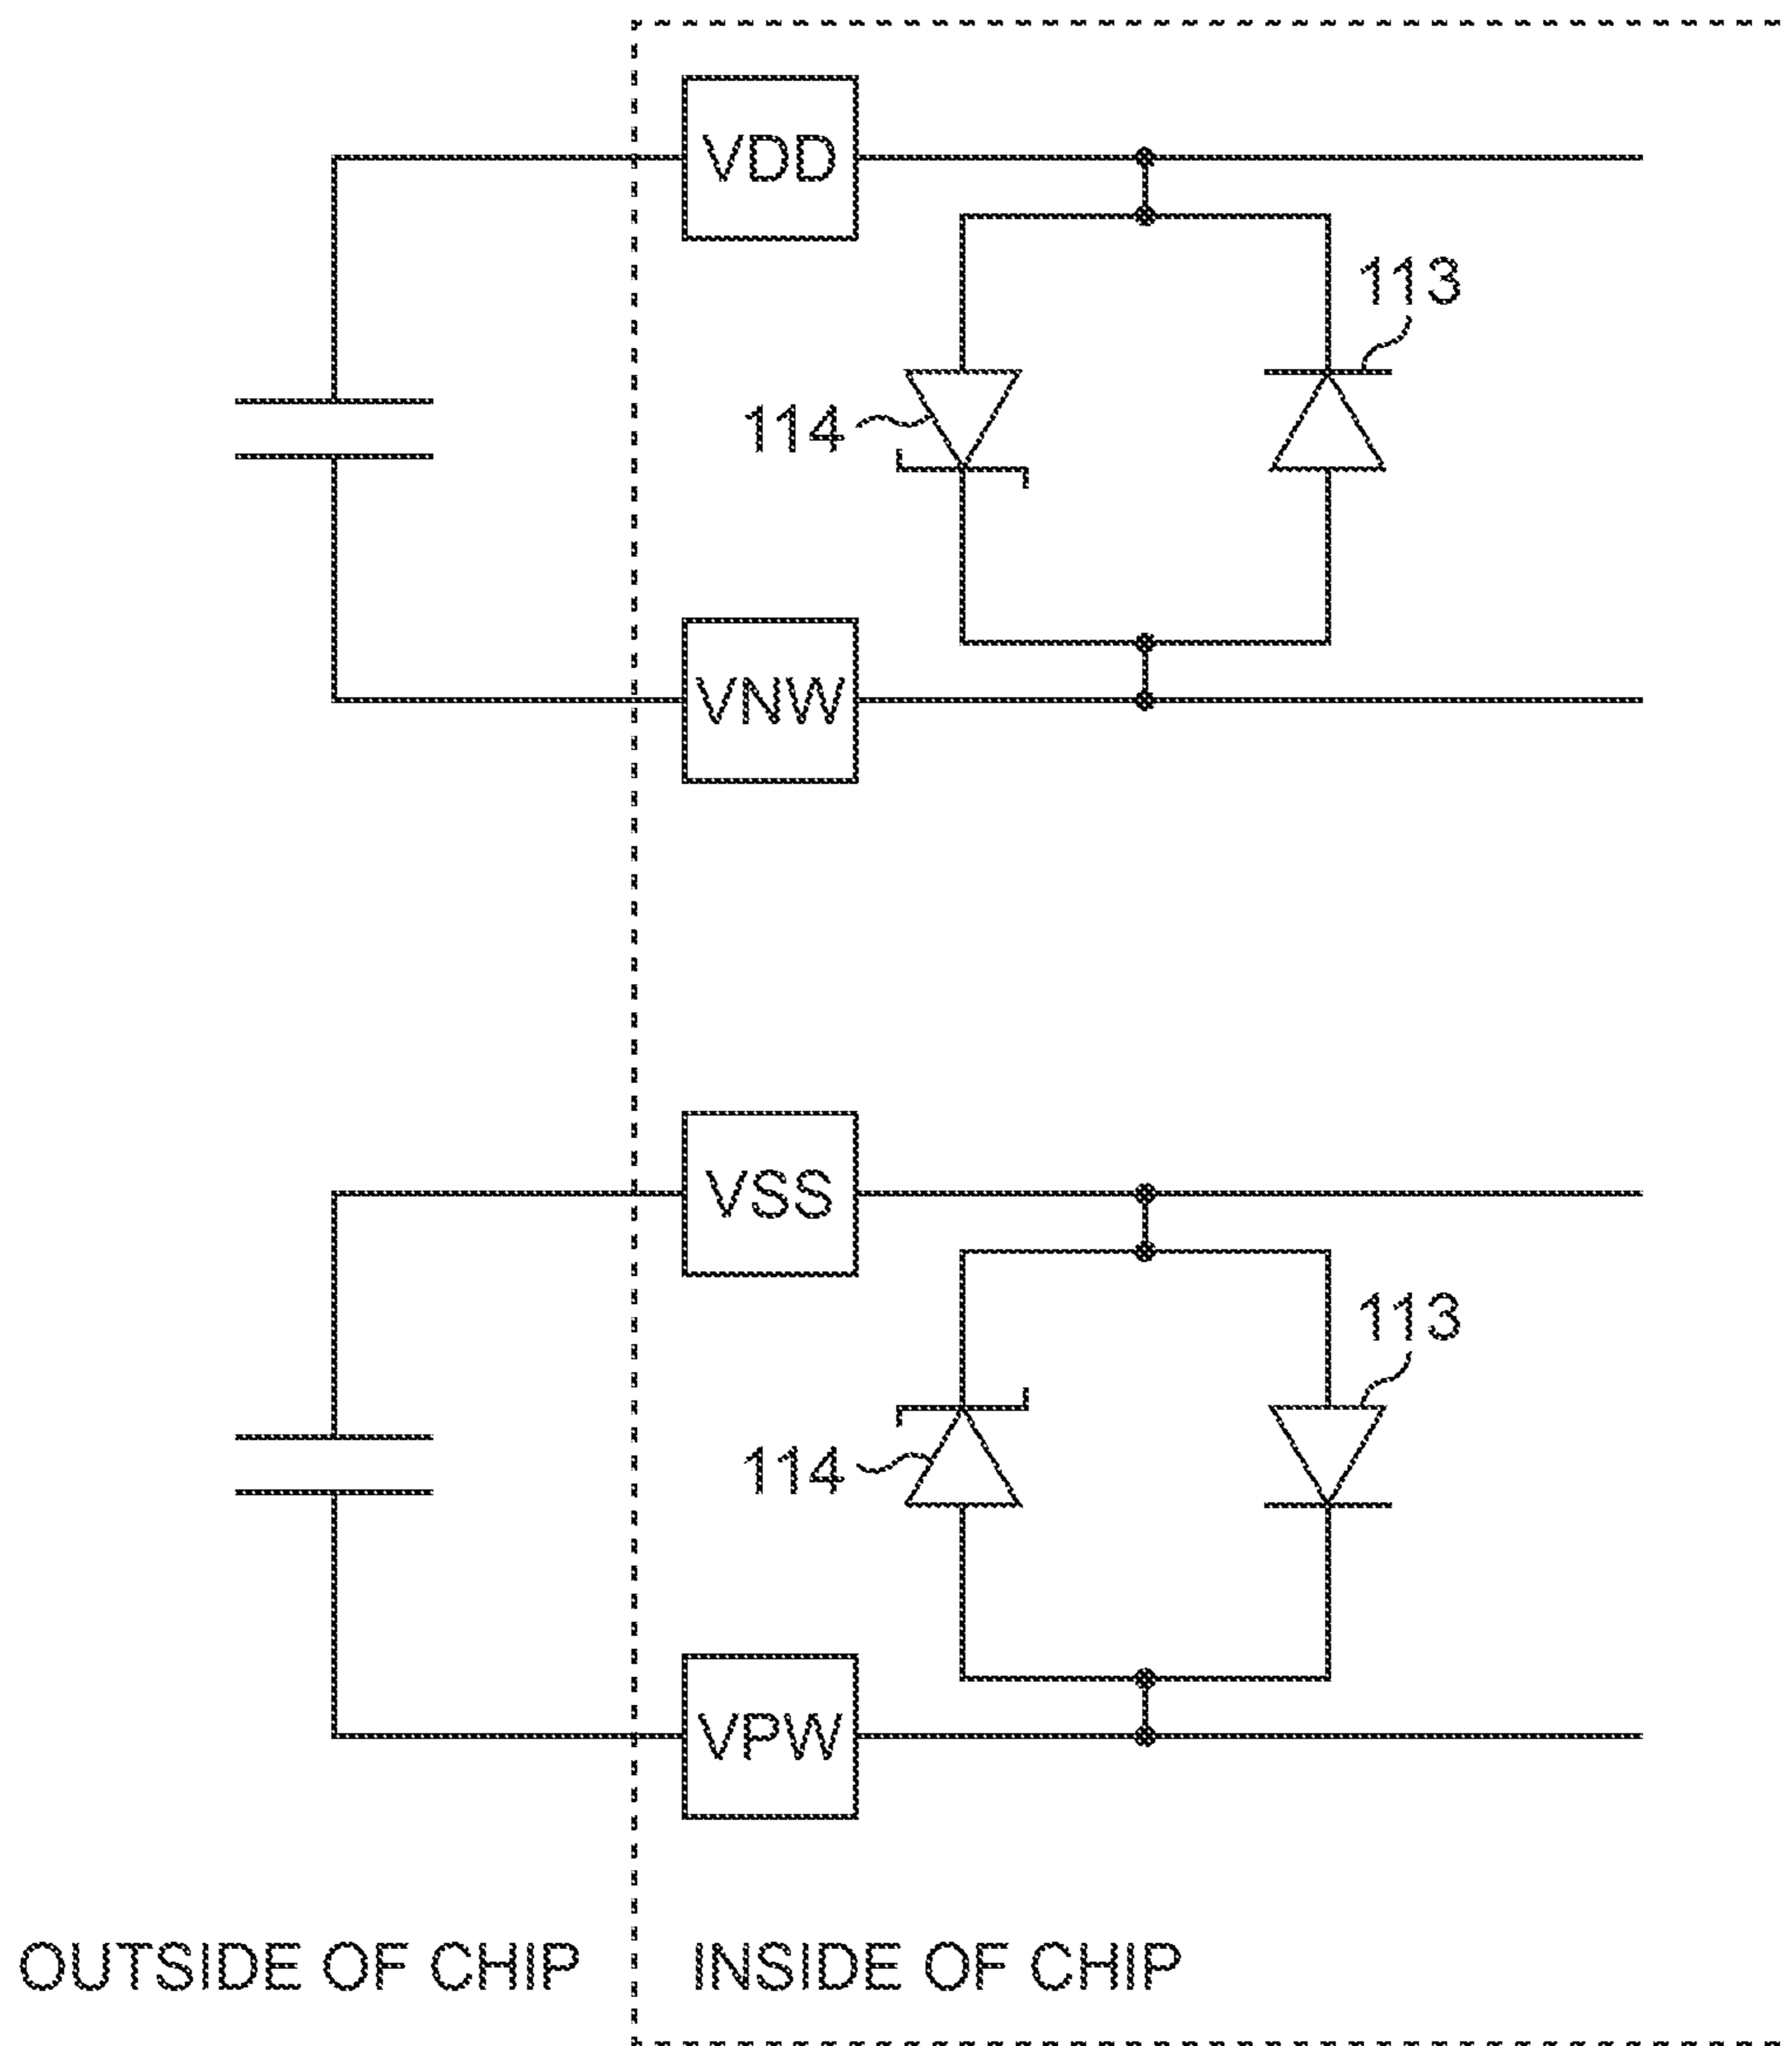 VDD
113
114
VNW
VSS
113
114
VPW
OUTSIDE OF CHIP
INSIDE OF CHIP